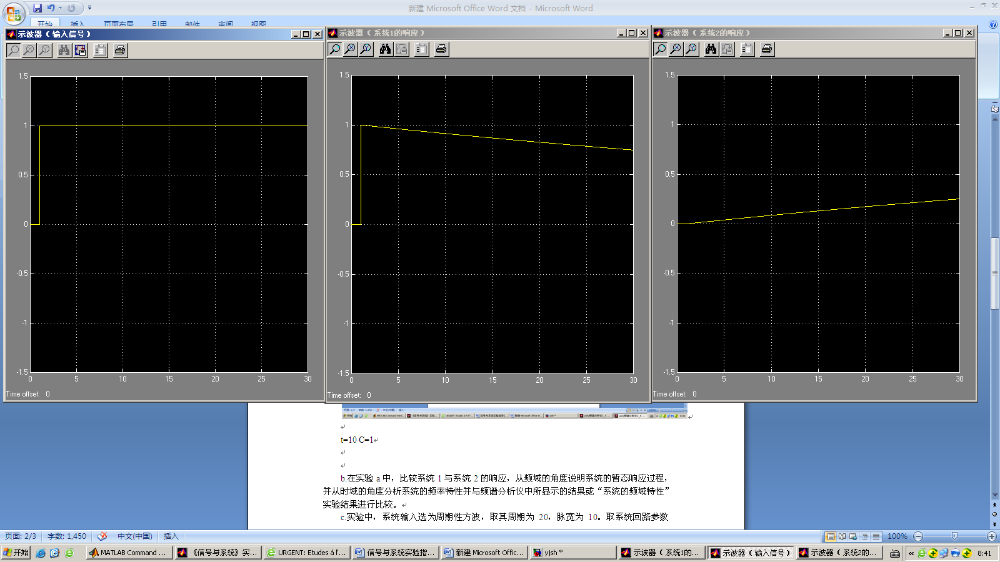 新建 Microsoft Office Word 文档 - Microsoft Word
开始 插入 页面布局 引用 邮件 审阅 视图
示波器（输入信号）
1.5
1
0.5
0
-0.5
-1
-1.5
0 5 10 15 20 25 30
Time offset: 0
示波器（系统1的响应）
1.5
1
0.5
0
-0.5
-1
-1.5
0 5 10 15 20 25 30
Time offset: 0
示波器（系统2的响应）
1.5
1
0.5
0
-0.5
-1
-1.5
0 5 10 15 20 25 30
Time offset: 0
t=10 C=1
b.在实验 a 中，比较系统 1 与系统 2 的响应，从频域的角度说明系统的暂态响应过程，
并从时域的角度分析系统的频率特性并与频谱分析仪中所显示的结果或“系统的频域特性”
实验结果进行比较。
c.实验中，系统输入选为周期性方波，取其周期为 20，脉宽为 10。取系统回路参数
页面: 2/3 字数: 1,450 中文(中国) 插入 100%
开始 MATLAB Command ... 《信号与系统》实... URGENT: Etudes à l'... 信号与系统实验指... 新建 Microsoft Offic... yjsh * 示波器（系统1的... 示波器（输入信号） 示波器（系统2的... « 8:41